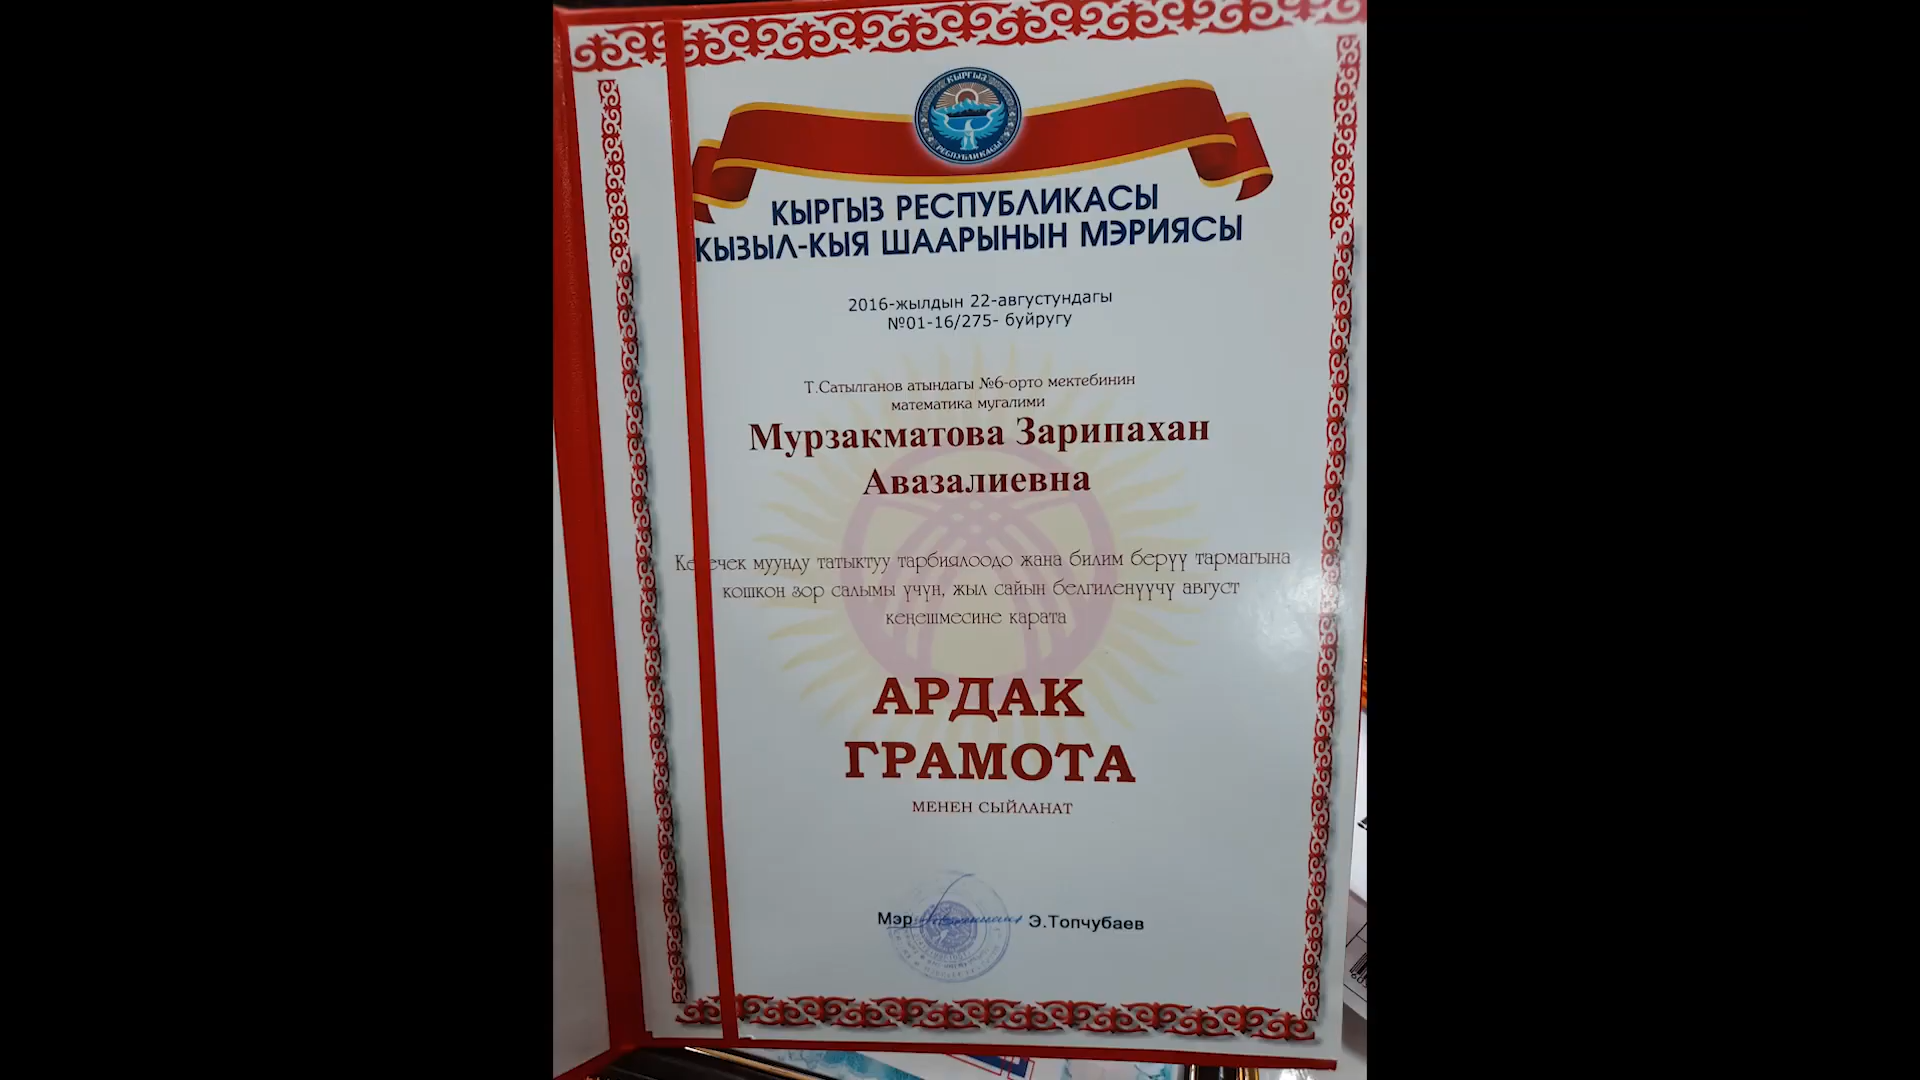 КЫРГЫЗ
РЕСПУБЛИКАСЫ
КЫРГЫЗ РЕСПУБЛИКАСЫ
КЫЗЫЛ-КЫЯ ШААРЫНЫН МЭРИЯСЫ
2016-жылдын 22-августундагы
№01-16/275- буйругу
Т.Сатылганов атындагы №6-орто мектебинин
математика мугалими
Мурзакматова Зарипахан
Авазалиевна
муунду татыктуу тарбиялоодо жана билим берүү тармагына
кошкон зор салымы үчүн, жыл сайын белгиленүүчү август
кеңешмесине карата
АРДАК
ГРАМОТА
МЕНЕН СЫЙЛАНАТ
Мэр Э.Топчубаев